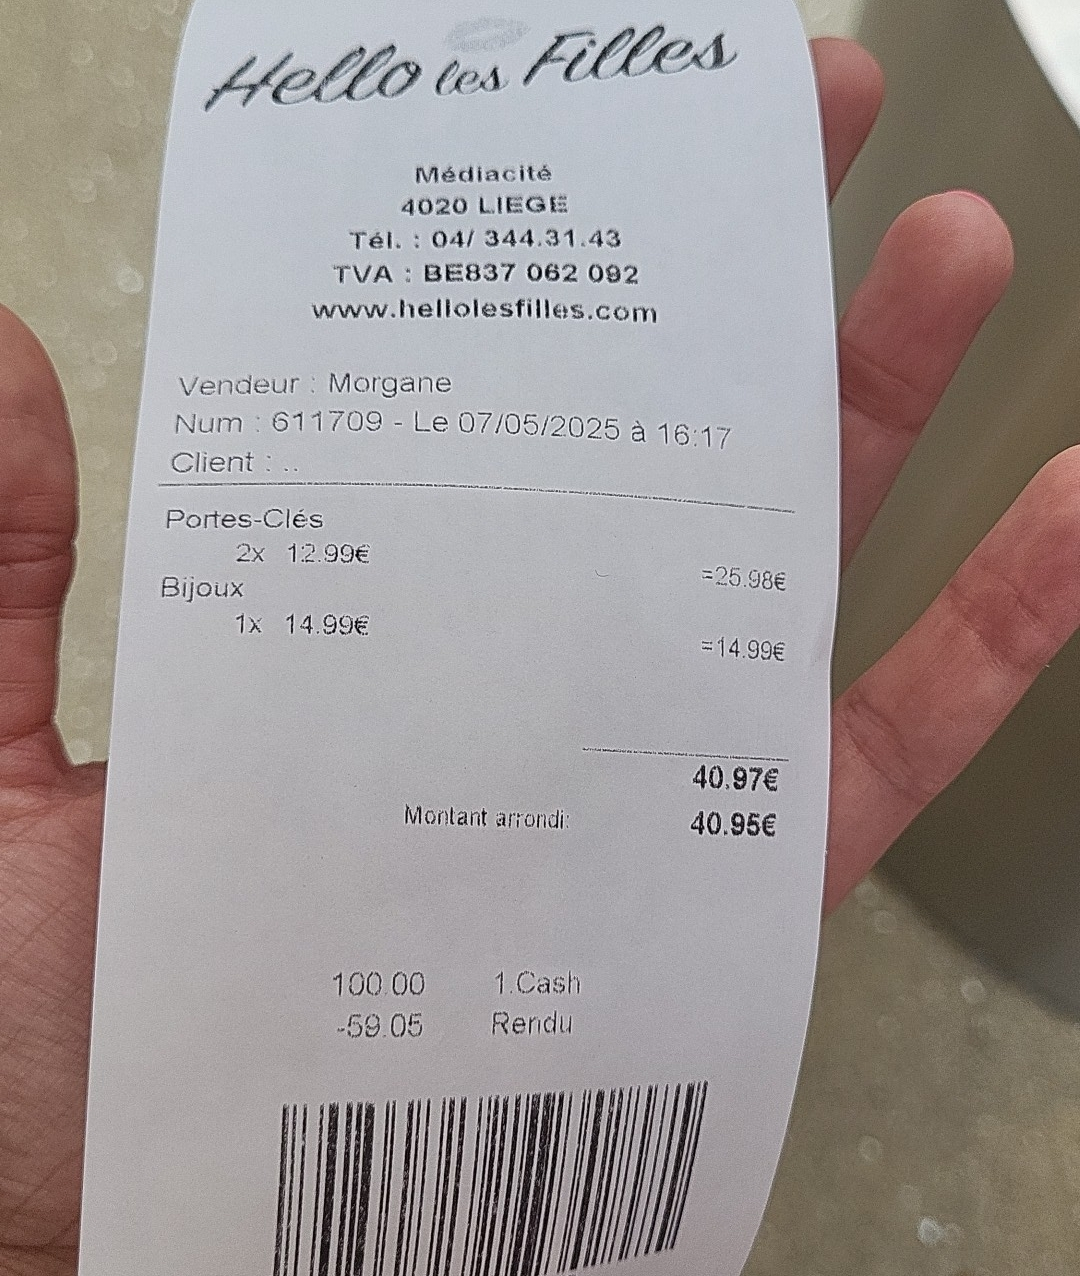 Hello les Filles
Médiacité
4020 LIEGE
Tél. : 04/ 344.31.43
TVA : BE837 062 092
www.hellolesfilles.com
Vendeur : Morgane
Num : 611709 - Le 07/05/2025 à 16:17
Client : ..
Portes-Clés
2x 12.99€ =25.98€
Bijoux
1x 14.99€ =14.99€
40.97€
Montant arrondi: 40.95€
100.00 1.Cash
-59.05 Rendu